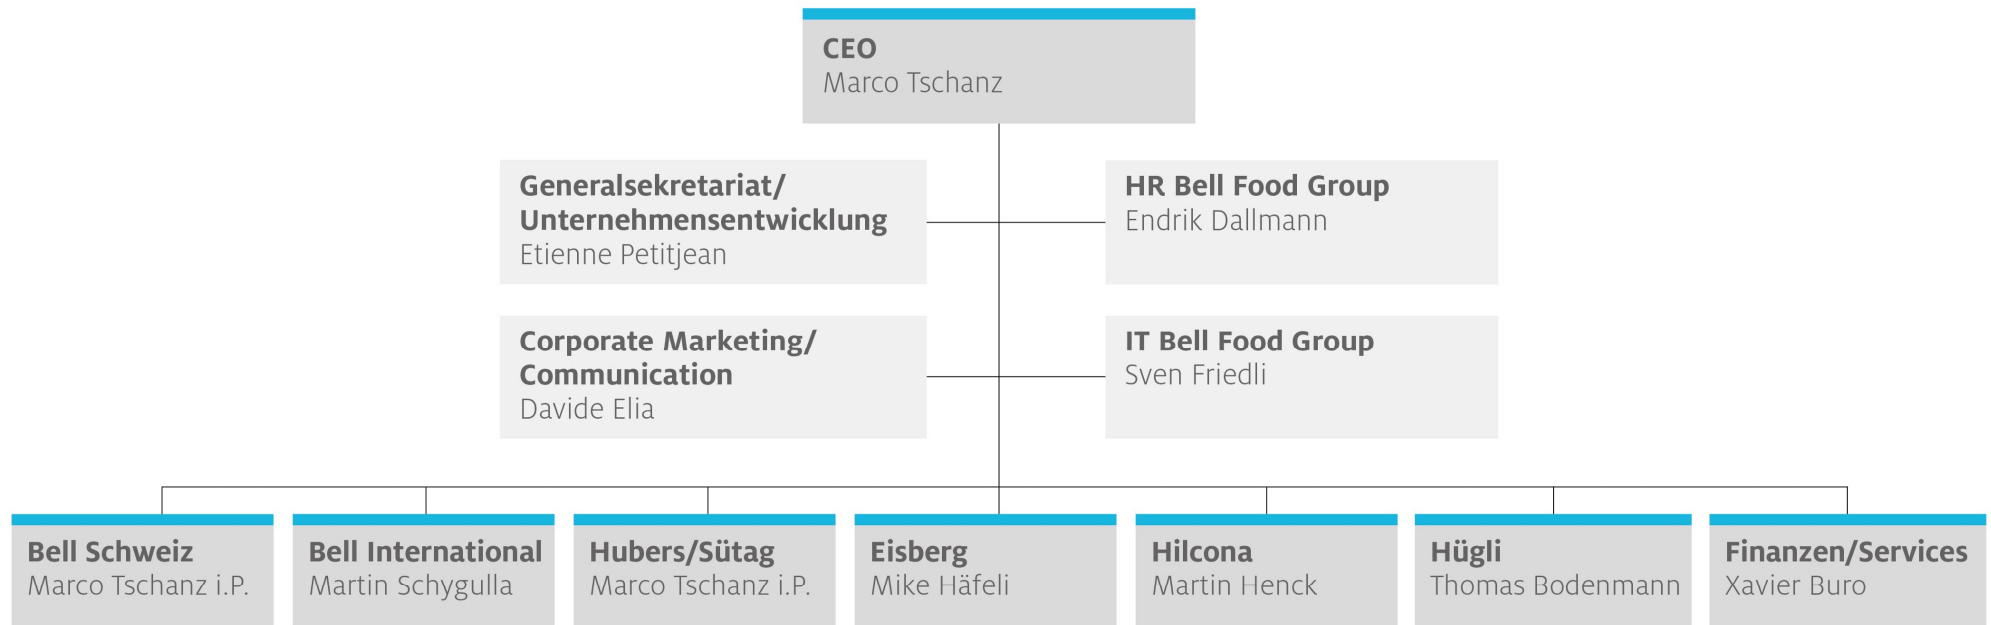 CEO
Marco Tschanz
Generalsekretariat/
Unternehmensentwicklung
Etienne Petitjean
HR Bell Food Group
Endrik Dallmann
Corporate Marketing/
Communication
Davide Elia
IT Bell Food Group
Sven Friedli
Bell Schweiz
Marco Tschanz i.P.
Bell International
Martin Schygulla
Hubers/Sütag
Marco Tschanz i.P.
Eisberg
Mike Häfeli
Hilcona
Martin Henck
Hügli
Thomas Bodenmann
Finanzen/Services
Xavier Buro